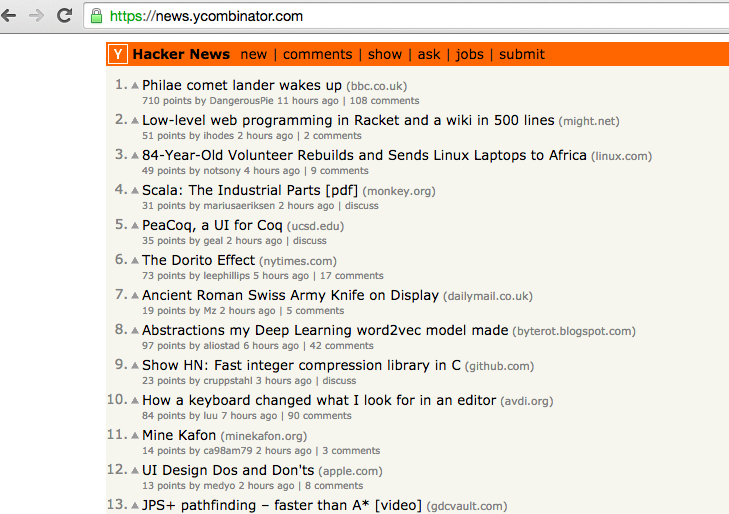 https://news.ycombinator.com
Y Hacker News new | comments | show | ask | jobs | submit
1. Philae comet lander wakes up (bbc.co.uk)
710 points by DangerousPie 11 hours ago | 108 comments
2. Low-level web programming in Racket and a wiki in 500 lines (might.net)
51 points by ihodes 2 hours ago | 2 comments
3. 84-Year-Old Volunteer Rebuilds and Sends Linux Laptops to Africa (linux.com)
49 points by notsony 4 hours ago | 9 comments
4. Scala: The Industrial Parts [pdf] (monkey.org)
31 points by mariusaeriksen 2 hours ago | discuss
5. PeaCoq, a UI for Coq (ucsd.edu)
35 points by geal 2 hours ago | discuss
6. The Dorito Effect (nytimes.com)
73 points by leephillips 5 hours ago | 17 comments
7. Ancient Roman Swiss Army Knife on Display (dailymail.co.uk)
19 points by Mz 2 hours ago | 5 comments
8. Abstractions my Deep Learning word2vec model made (byterot.blogspot.com)
97 points by aliostad 6 hours ago | 42 comments
9. Show HN: Fast integer compression library in C (github.com)
23 points by cruppstahl 3 hours ago | discuss
10. How a keyboard changed what I look for in an editor (avdi.org)
84 points by luu 7 hours ago | 90 comments
11. Mine Kafon (minekafon.org)
14 points by ca98am79 2 hours ago | 3 comments
12. UI Design Dos and Don'ts (apple.com)
13 points by medyo 2 hours ago | 8 comments
13. JPS+ pathfinding – faster than A* [video] (gdcvault.com)